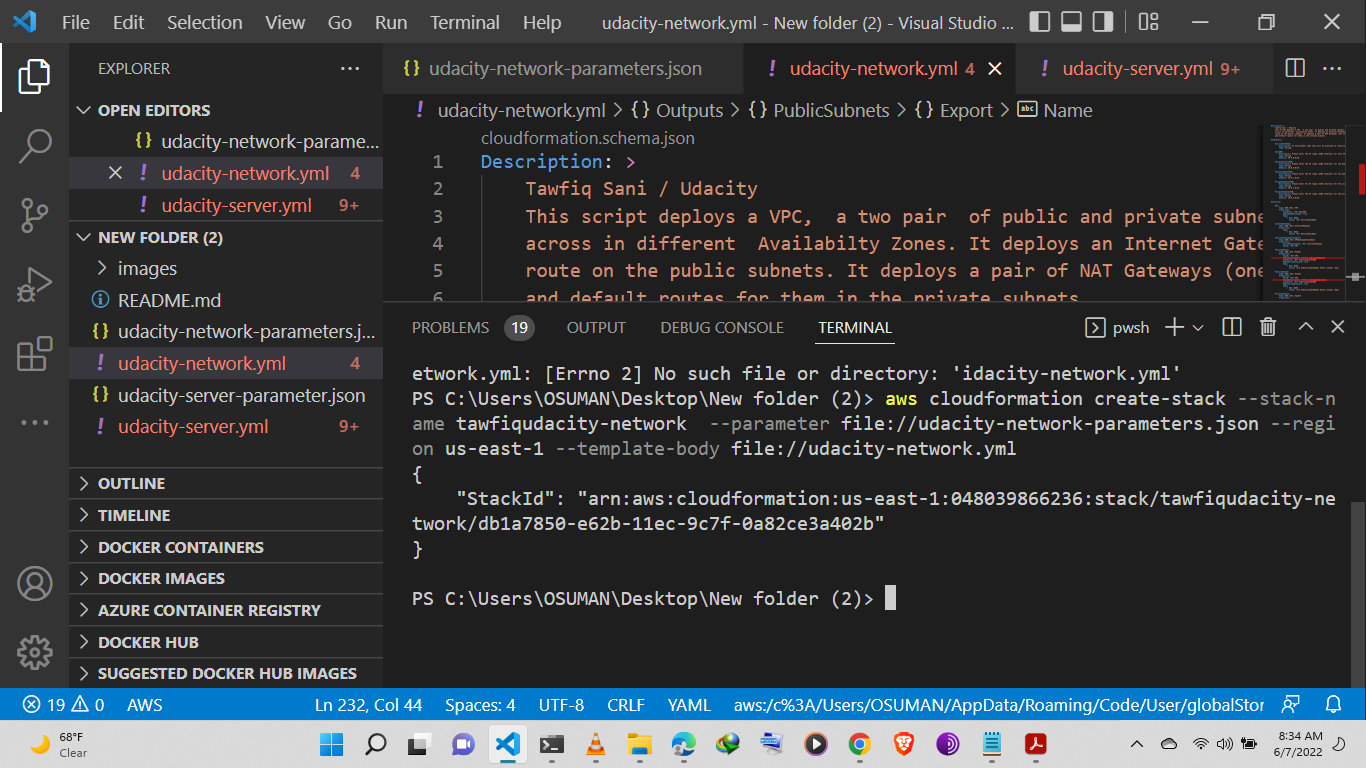 File Edit Selection View Go Run Terminal Help udacity-network.yml - New folder (2) - Visual Studio ...
EXPLORER
OPEN EDITORS
udacity-network-parame...
udacity-network.yml 4
udacity-server.yml 9+
NEW FOLDER (2)
images
README.md
udacity-network-parameters.j...
udacity-network.yml 4
udacity-server-parameter.json
udacity-server.yml 9+
OUTLINE
TIMELINE
DOCKER CONTAINERS
DOCKER IMAGES
AZURE CONTAINER REGISTRY
DOCKER HUB
SUGGESTED DOCKER HUB IMAGES
{} udacity-network-parameters.json ! udacity-network.yml 4 ! udacity-server.yml 9+
! udacity-network.yml > {} Outputs > {} PublicSubnets > {} Export > abc Name
cloudformation.schema.json
1 Description: >
2 Tawfiq Sani / Udacity
3 This script deploys a VPC,  a two pair  of public and private subne
4 across in different  Availabilty Zones. It deploys an Internet Gate
5 route on the public subnets. It deploys a pair of NAT Gateways (one
6 and default routes for them in the private subnets
PROBLEMS 19 OUTPUT DEBUG CONSOLE TERMINAL pwsh
etwork.yml: [Errno 2] No such file or directory: 'idacity-network.yml'
PS C:\Users\OSUMAN\Desktop\New folder (2)> aws cloudformation create-stack --stack-n
ame tawfiqudacity-network  --parameter file://udacity-network-parameters.json --regi
on us-east-1 --template-body file://udacity-network.yml
{
"StackId": "arn:aws:cloudformation:us-east-1:048039866236:stack/tawfiqudacity-ne
twork/db1a7850-e62b-11ec-9c7f-0a82ce3a402b"
}
PS C:\Users\OSUMAN\Desktop\New folder (2)>
19 0 AWS Ln 232, Col 44 Spaces: 4 UTF-8 CRLF YAML aws:/c%3A/Users/OSUMAN/AppData/Roaming/Code/User/globalStor
68°F
Clear
8:34 AM
6/7/2022